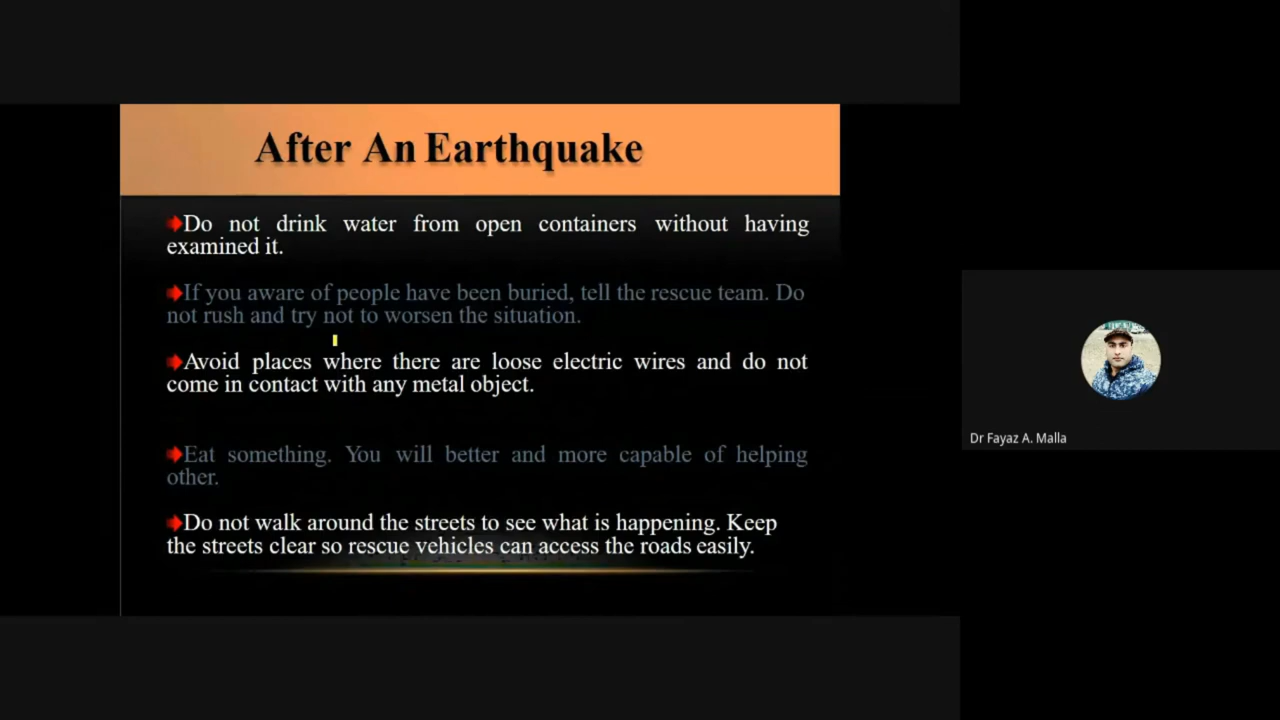 After An Earthquake
Do not drink water from open containers without having
examined it.
If you aware of people have been buried, tell the rescue team. Do
not rush and try not to worsen the situation.
Avoid places where there are loose electric wires and do not
come in contact with any metal object.
Eat something. You will better and more capable of helping
other.
Do not walk around the streets to see what is happening. Keep
the streets clear so rescue vehicles can access the roads easily.
Dr Fayaz A. Malla